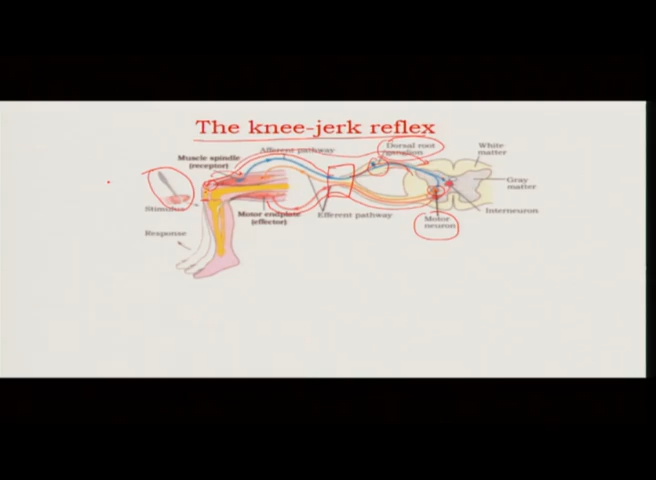 The knee-jerk reflex
Afferent pathway
Dorsal root
ganglion
White
matter
Muscle spindle
(receptor)
Gray
matter
Stimulus
Motor endplate
(effector)
Efferent pathway
Interneuron
Motor
neuron
Response